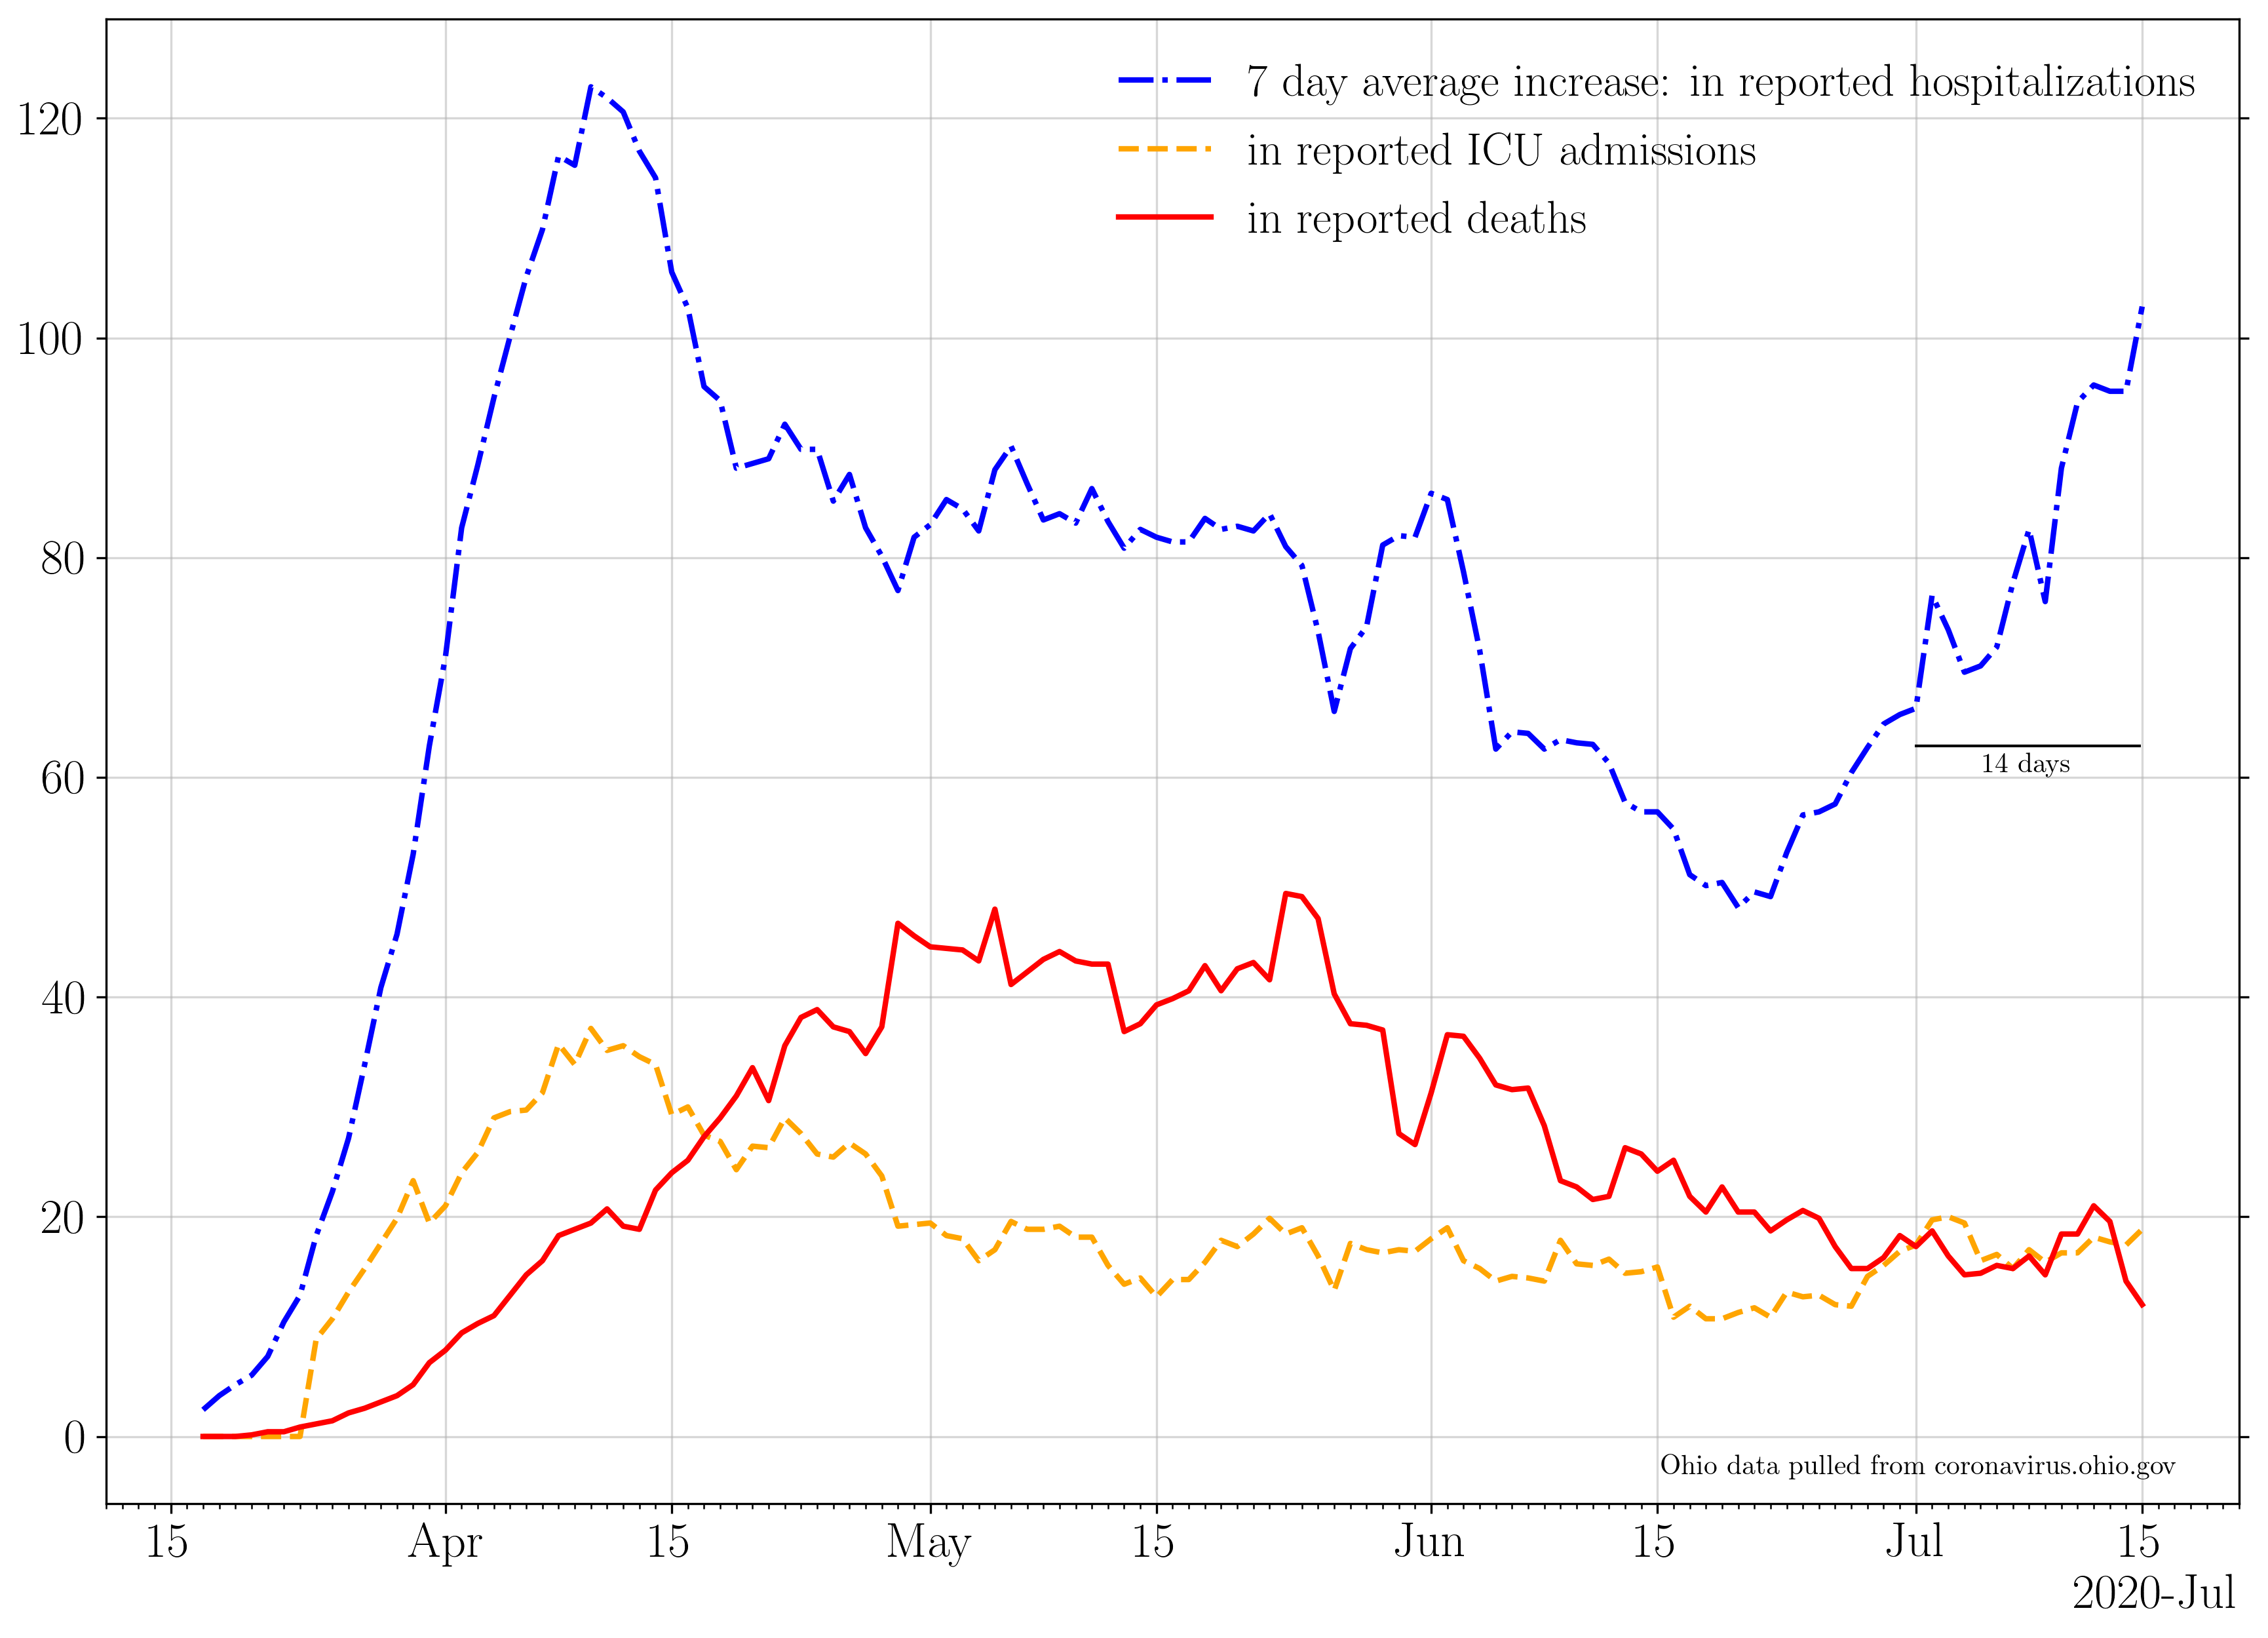 7 day average increase: in reported hospitalizations
in reported ICU admissions
in reported deaths
120
100
80
60
40
20
0
14 days
Ohio data pulled from coronavirus.ohio.gov
15 Apr 15 May 15 Jun 15 Jul 15
2020-Jul